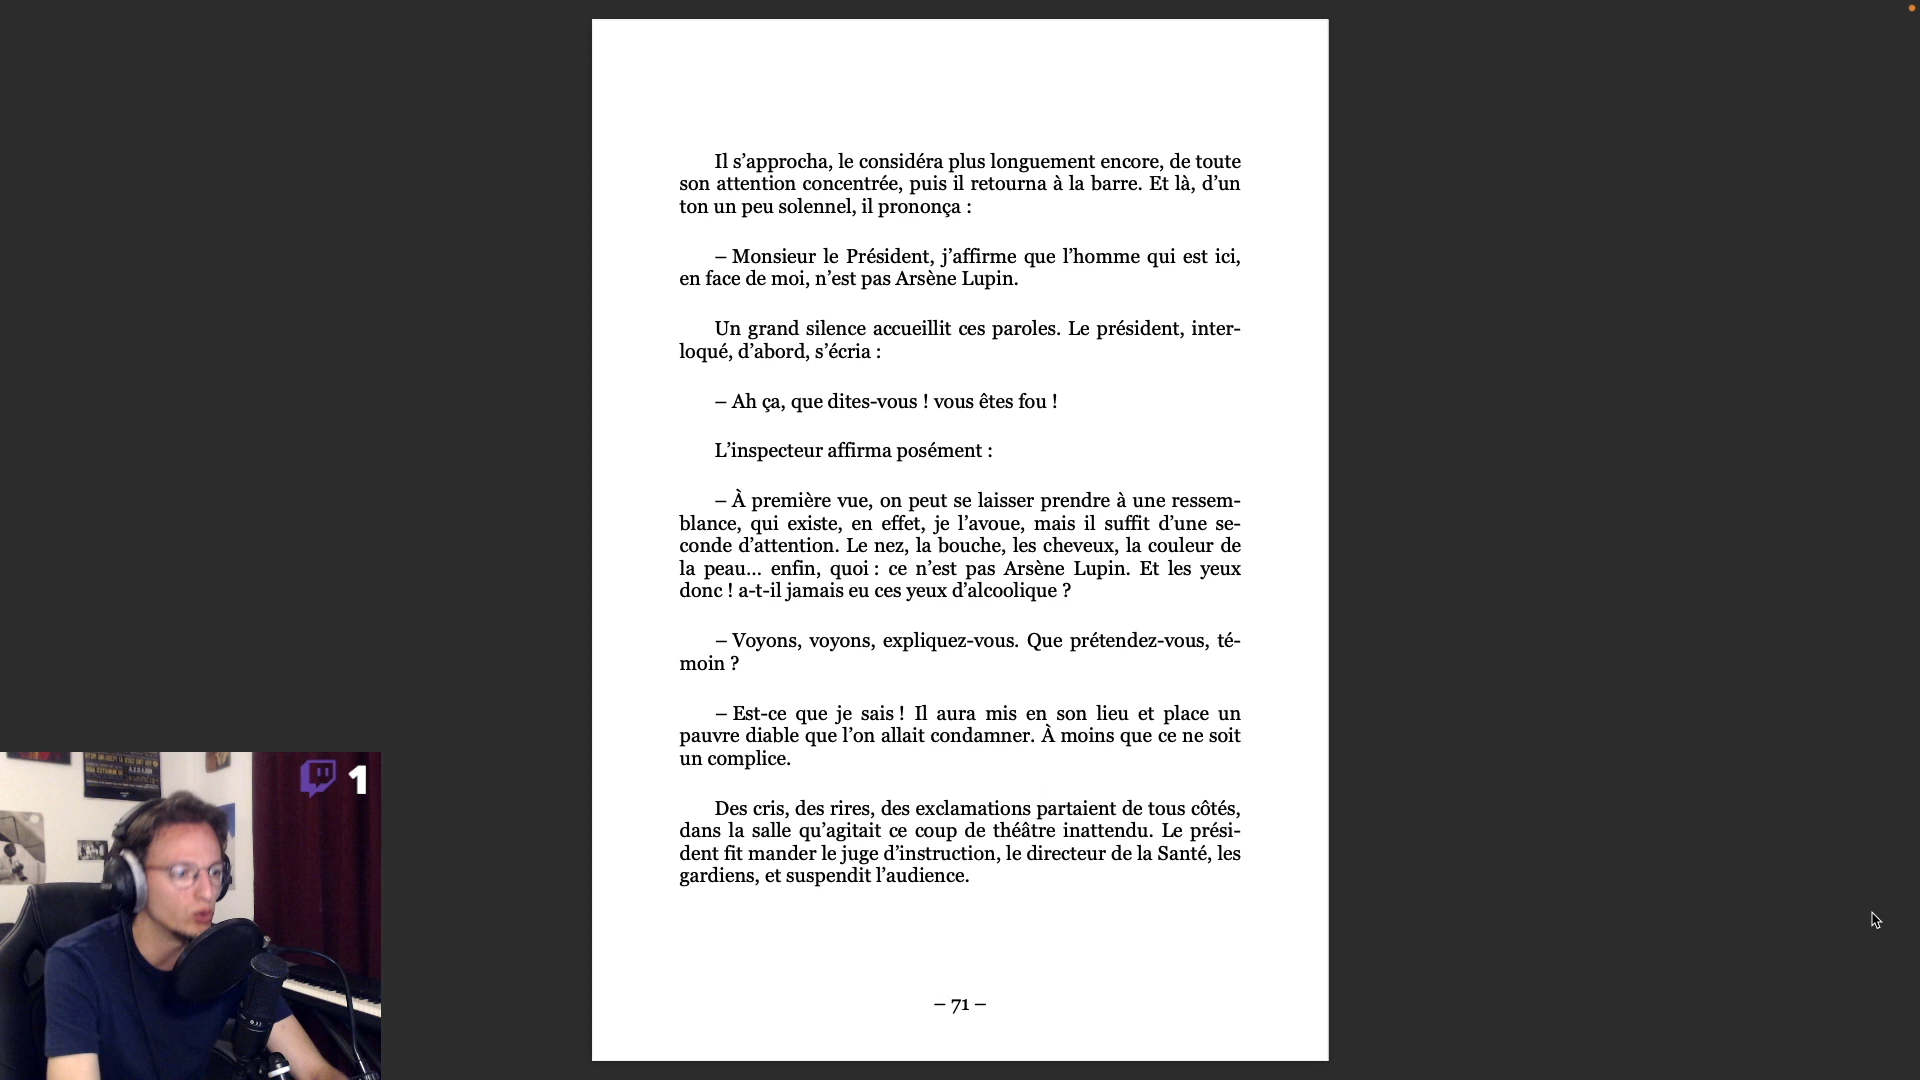 Il s’approcha, le considéra plus longuement encore, de toute
son attention concentrée, puis il retourna à la barre. Et là, d’un
ton un peu solennel, il prononça :
– Monsieur le Président, j’affirme que l’homme qui est ici,
en face de moi, n’est pas Arsène Lupin.
Un grand silence accueillit ces paroles. Le président, inter-
loqué, d’abord, s’écria :
– Ah ça, que dites-vous ! vous êtes fou !
L’inspecteur affirma posément :
– À première vue, on peut se laisser prendre à une ressem-
blance, qui existe, en effet, je l’avoue, mais il suffit d’une se-
conde d’attention. Le nez, la bouche, les cheveux, la couleur de
la peau… enfin, quoi : ce n’est pas Arsène Lupin. Et les yeux
donc ! a-t-il jamais eu ces yeux d’alcoolique ?
– Voyons, voyons, expliquez-vous. Que prétendez-vous, té-
moin ?
– Est-ce que je sais ! Il aura mis en son lieu et place un
pauvre diable que l’on allait condamner. À moins que ce ne soit
un complice.
Des cris, des rires, des exclamations partaient de tous côtés,
dans la salle qu’agitait ce coup de théâtre inattendu. Le prési-
dent fit mander le juge d’instruction, le directeur de la Santé, les
gardiens, et suspendit l’audience.
– 71 –
1